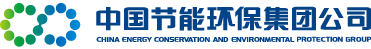 中国节能环保集团公司
CHINA ENERGY CONSERVATION AND ENVIRONMENTAL PROTECTION GROUP